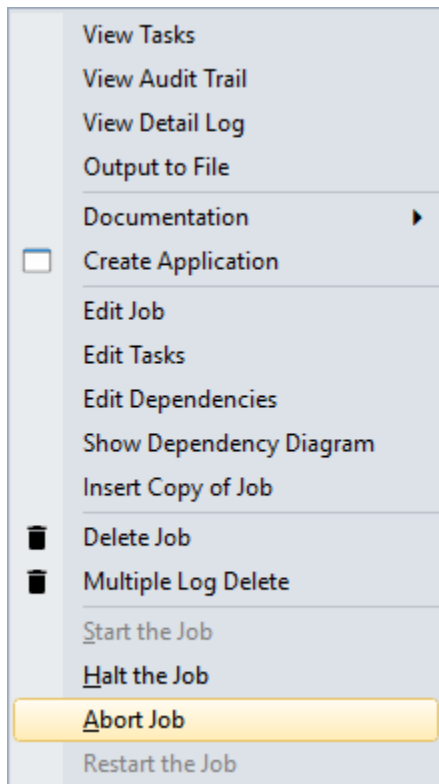 View Tasks
View Audit Trail
View Detail Log
Output to File
Documentation
Create Application
Edit Job
Edit Tasks
Edit Dependencies
Show Dependency Diagram
Insert Copy of Job
Delete Job
Multiple Log Delete
Start the Job
Halt the Job
Abort Job
Restart the Job